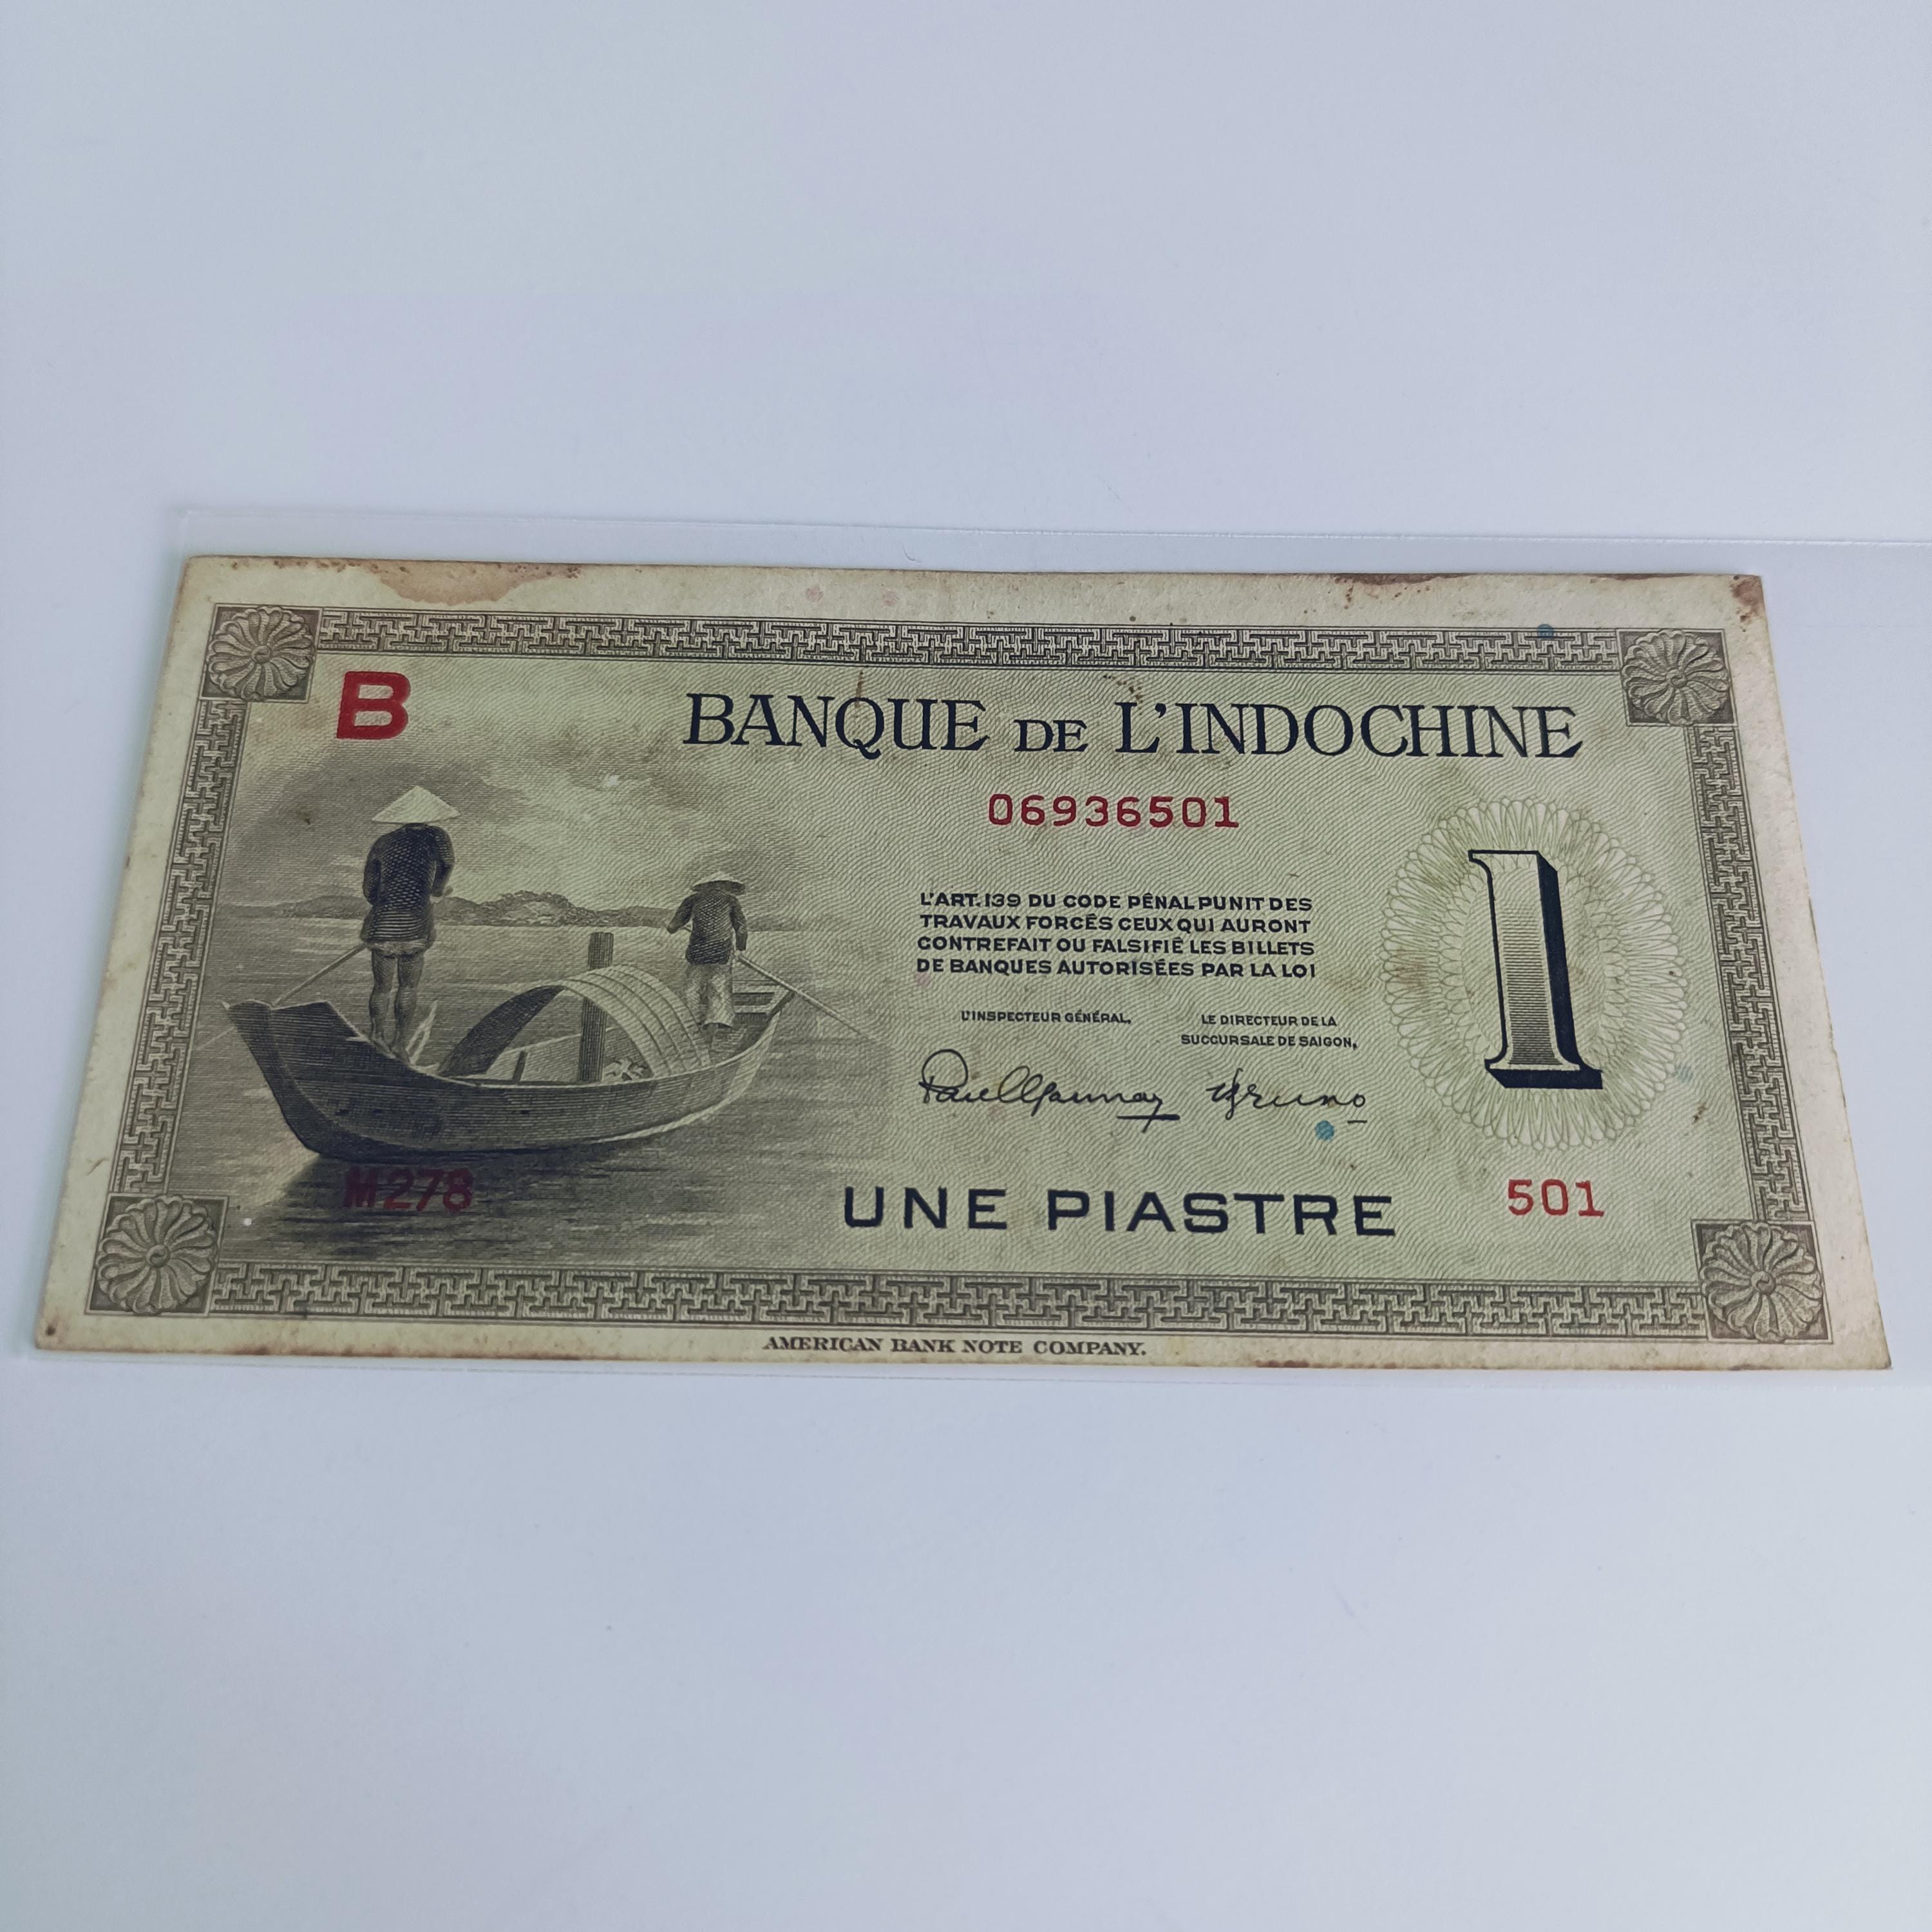 B
BANQUE DE L'INDOCHINE
06936501
L'ART.139 DU CODE PÉNAL PUNIT DES
TRAVAUX FORCÉS CEUX QUI AURONT
CONTREFAIT OU FALSIFIÉ LES BILLETS
DE BANQUES AUTORISÉES PAR LA LOI
L'INSPECTEUR GÉNÉRAL,
LE DIRECTEUR DE LA
SUCCURSALE DE SAIGON,
1
M278
UNE PIASTRE
501
AMERICAN BANK NOTE COMPANY.